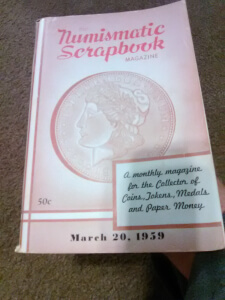 Numismatic
Scrapbook
MAGAZINE
50c
A monthly magazine
for the Collector of
Coins, Tokens, Medals
and Paper Money.
March 20, 1959